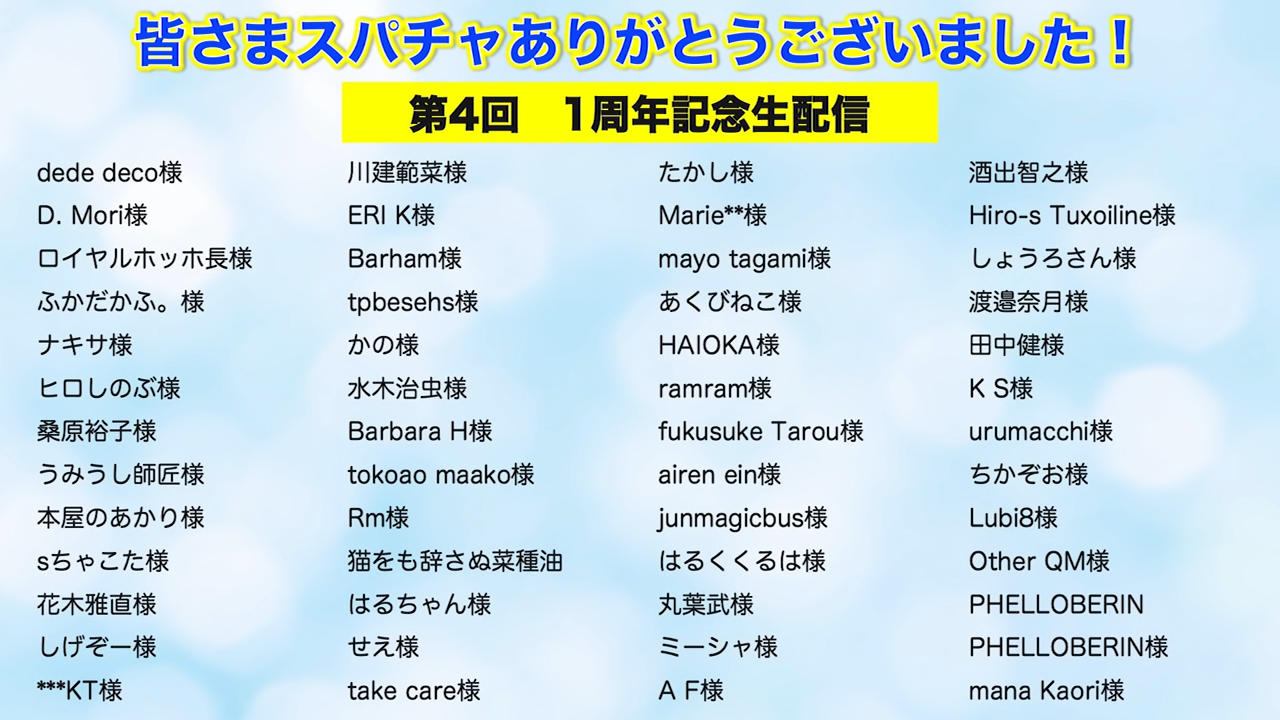 皆さまスパチャありがとうございました！
第4回　1周年記念生配信
dede deco様
D. Mori様
ロイヤルホッホ長様
ふかだかふ。様
ナキサ様
ヒロしのぶ様
桑原裕子様
うみうし師匠様
本屋のあかり様
sちゃこた様
花木雅直様
しげぞー様
***KT様
川建範菜様
ERI K様
Barham様
tpbesehs様
かの様
水木治虫様
Barbara H様
tokoao maako様
Rm様
猫をも辞さぬ菜種油
はるちゃん様
せえ様
take care様
たかし様
Marie**様
mayo tagami様
あくびねこ様
HAIOKA様
ramram様
fukusuke Tarou様
airen ein様
junmagicbus様
はるくくるは様
丸葉武様
ミーシャ様
A F様
酒出智之様
Hiro-s Tuxoiline様
しょうろさん様
渡邉奈月様
田中健様
K S様
urumacchi様
ちかぞお様
Lubi8様
Other QM様
PHELLOBERIN
PHELLOBERIN様
mana Kaori様